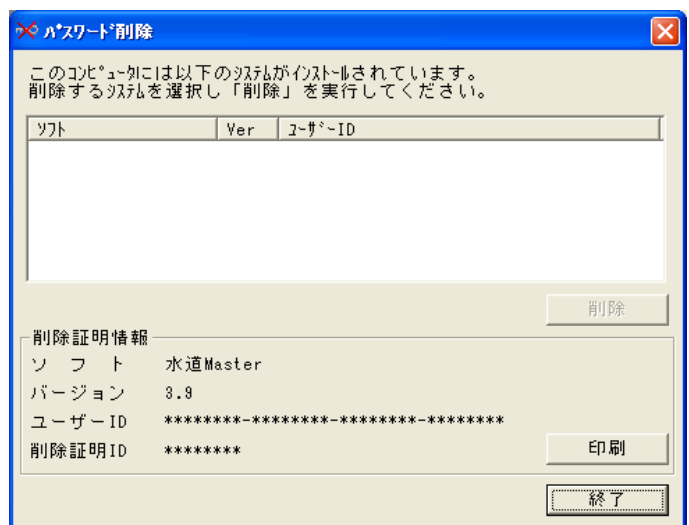 ﾊﾟｽﾜｰﾄﾞ削除
このｺﾝﾋﾟｭｰﾀには以下のｼｽﾃﾑがｲﾝｽﾄｰﾙされています。
削除するｼｽﾃﾑを選択し「削除」を実行してください。
ｿﾌﾄ Ver ﾕｰｻﾞｰID
削除
削除証明情報
ソ フ ト 水道Master
バージョン 3.9
ユーザーID ********-********-********-********
削除証明ID ********
印刷
終了